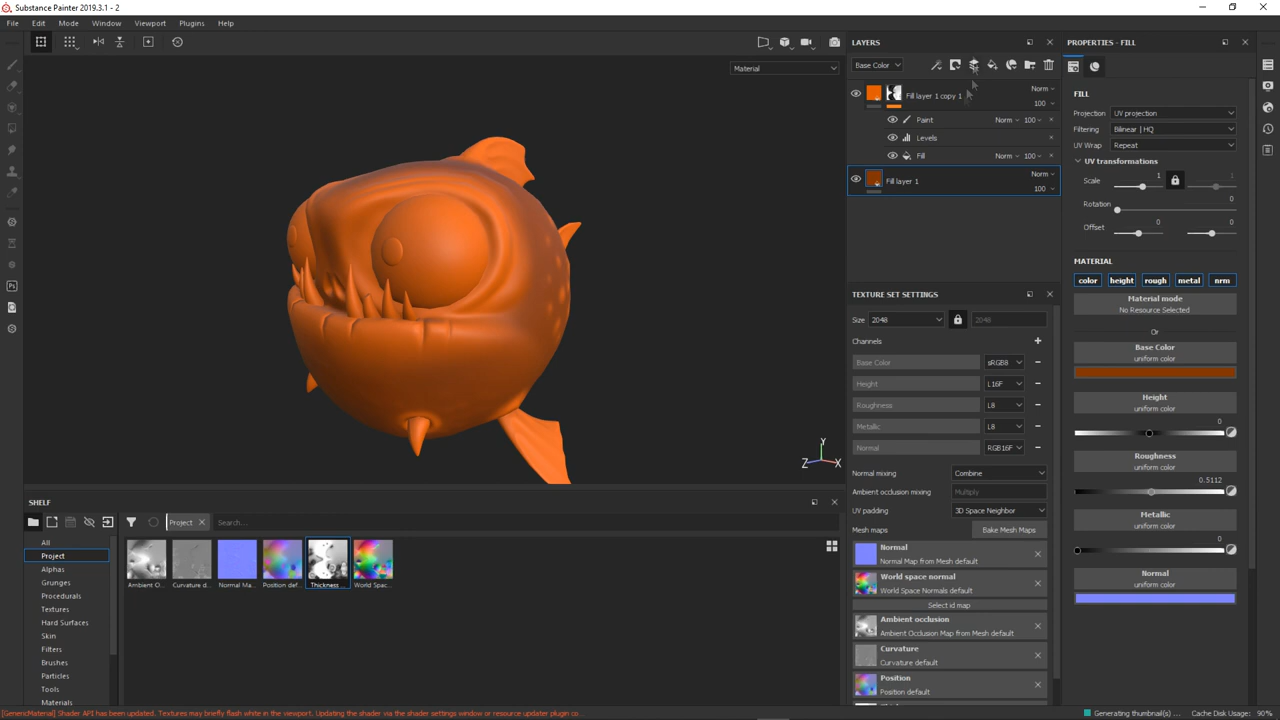 Substance Painter 2019.3.1 - 2
File Edit Mode Viewport Plugins Help
Material
LAYERS
Base Color
Fill layer 1 copy 1
Norm
100
Paint Norm 100
Levels
Fill Norm 100
Fill layer 1
Norm
100
TEXTURE SET SETTINGS
Size 2048 2048
Channels
Base Color sRGB8
Height L16F
Roughness L8
Metallic L8
Normal RGB16F
Normal mixing Combine
Ambient occlusion mixing Multiply
UV padding 3D Space Neighbor
Mesh maps Bake Mesh Maps
Normal
Normal Map from Mesh default
World space normal
World Space Normals default
Select id map
Ambient occlusion
Ambient Occlusion Map from Mesh default
Curvature
Curvature default
Position
Position default
PROPERTIES - FILL
FILL
Projection UV projection
Filtering Bilinear | HQ
UV Wrap Repeat
UV transformations
Scale 1 1
Rotation 0
Offset 0 0
MATERIAL
color height rough metal nrm
Material mode
No Resource Selected
Or
Base Color
uniform color
Height
uniform color
0
Roughness
uniform color
0.5112
Metallic
uniform color
0
Normal
uniform color
Y
Z X
SHELF
Ps
Project
Search...
All
Project
Alphas
Grunges
Procedurals
Textures
Hard Surfaces
Skin
Filters
Brushes
Particles
Tools
Materials
Ambient O...
Curvature d...
Normal Ma...
Position def...
Thickness ...
World Spac...
[GenericMaterial] Shader API has been updated. Textures may briefly flash white in the viewport. Updating the shader via the shader settings window or resource updater plugin co...
Generating thumbnail(s) ...
Cache Disk Usage: 90%